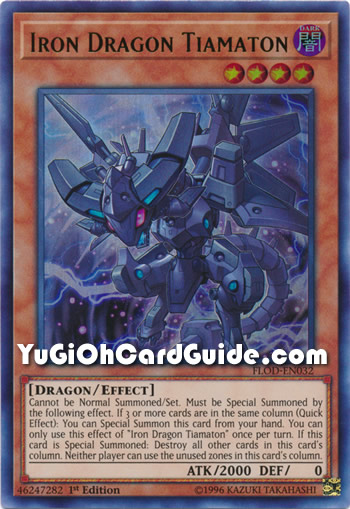 IRON DRAGON TIAMATON
DARK
闇
YuGiOhCardGuide.com
FLOD-EN032
[DRAGON/EFFECT]
Cannot be Normal Summoned/Set. Must be Special Summoned by
the following effect. If 3 or more cards are in the same column (Quick
Effect): You can Special Summon this card from your hand. You can
only use this effect of "Iron Dragon Tiamaton" once per turn. If this
card is Special Summoned: Destroy all other cards in this card's
column. Neither player can use the unused zones in this card's column.
ATK/2000 DEF/ 0
46247282 1st Edition ©1996 KAZUKI TAKAHASHI